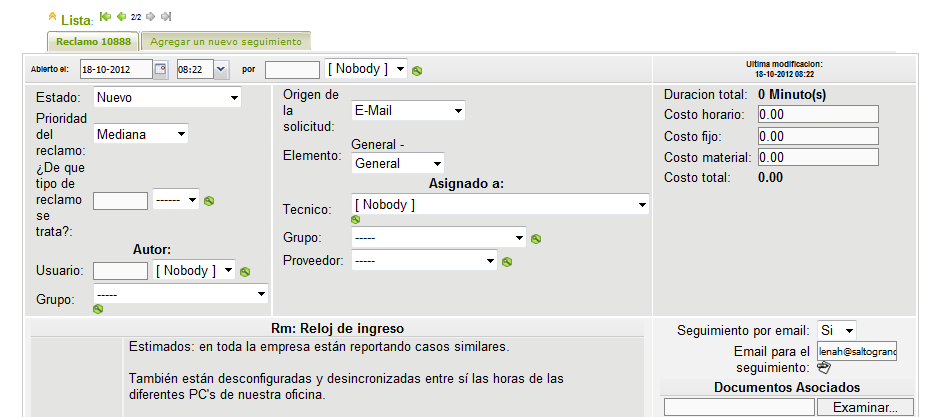 Lista: 2/2
Reclamo 10888 Agregar un nuevo seguimiento
Abierto el: 18-10-2012 08:22 por [ Nobody ]
Ultima modificacion:
18-10-2012 08:22
Estado: Nuevo
Prioridad
del
reclamo: Mediana
¿De que
tipo de
reclamo ------
se
trata?:
Autor:
Usuario: [ Nobody ]
Grupo: -----
Origen de
la
solicitud: E-Mail
General -
Elemento: General
Asignado a:
Tecnico: [ Nobody ]
Grupo: -----
Proveedor: -----
Duracion total: 0 Minuto(s)
Costo horario: 0.00
Costo fijo: 0.00
Costo material: 0.00
Costo total: 0.00
Rm: Reloj de ingreso
Estimados: en toda la empresa están reportando casos similares.
También están desconfiguradas y desincronizadas entre sí las horas de las
diferentes PC's de nuestra oficina.
Seguimiento por email: Si
Email para el
seguimiento: lenah@saltogranc
Documentos Asociados
Examinar...